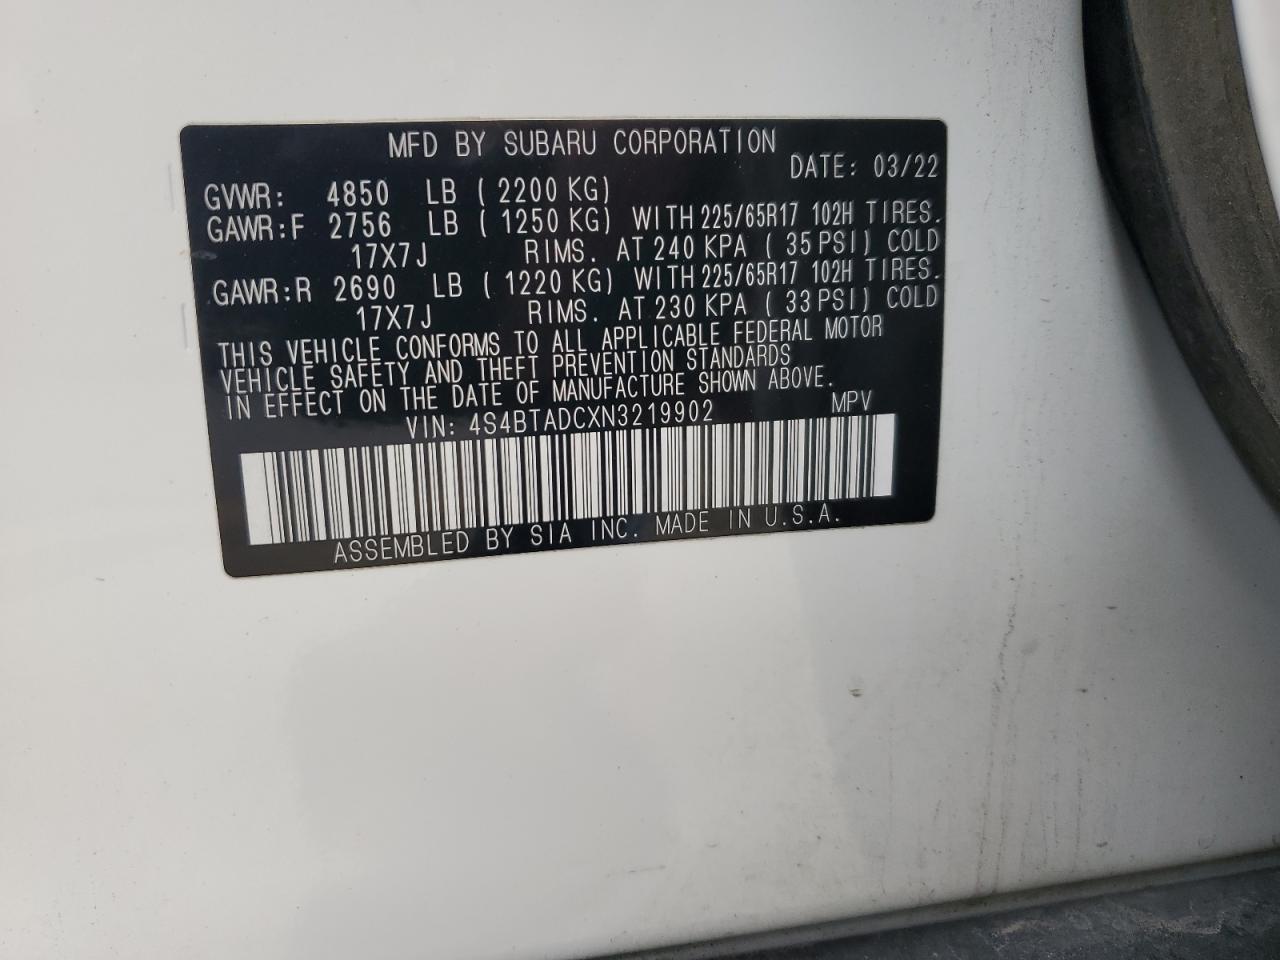 MFD BY SUBARU CORPORATION
DATE: 03/22
GVWR: 4850 LB ( 2200 KG)
GAWR:F 2756 LB ( 1250 KG) WITH 225/65R17 102H TIRES.
17X7J RIMS. AT 240 KPA ( 35 PSI) COLD
GAWR:R 2690 LB ( 1220 KG) WITH 225/65R17 102H TIRES.
17X7J RIMS. AT 230 KPA ( 33 PSI) COLD
THIS VEHICLE CONFORMS TO ALL APPLICABLE FEDERAL MOTOR
VEHICLE SAFETY AND THEFT PREVENTION STANDARDS
IN EFFECT ON THE DATE OF MANUFACTURE SHOWN ABOVE.
VIN: 4S4BTADCXN3219902 MPV
ASSEMBLED BY SIA INC. MADE IN U.S.A.